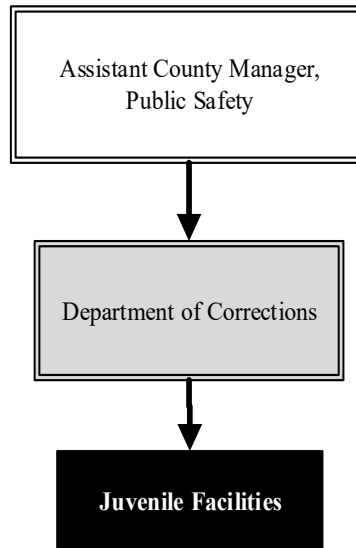 Assistant County Manager,
Public Safety
Department of Corrections
Juvenile Facilities